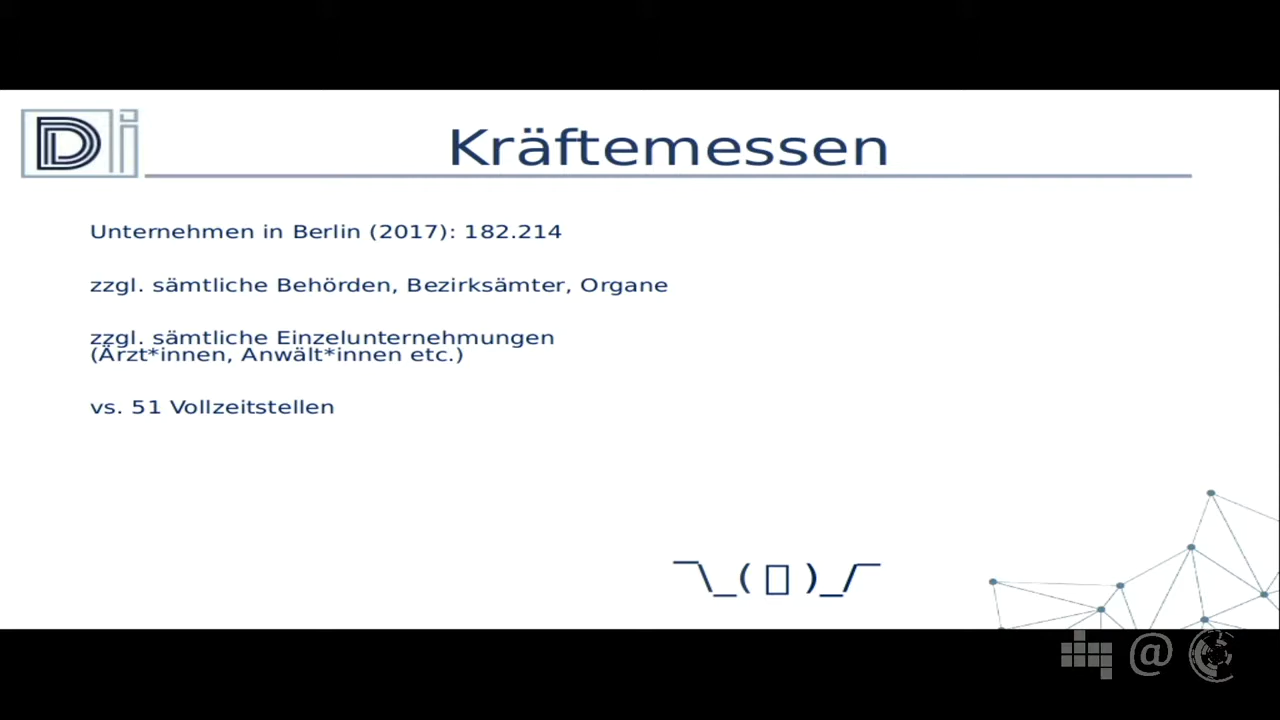 Di
Kräftemessen
Unternehmen in Berlin (2017): 182.214
zzgl. sämtliche Behörden, Bezirksämter, Organe
zzgl. sämtliche Einzelunternehmungen
(Ärzt*innen, Anwält*innen etc.)
vs. 51 Vollzeitstellen
¯\_( ▯ )_/¯
@